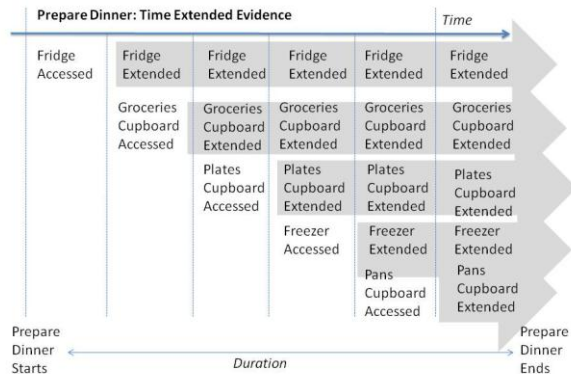 Prepare Dinner: Time Extended Evidence
Time
Fridge
Accessed
Fridge
Extended
Fridge
Extended
Fridge
Extended
Fridge
Extended
Fridge
Extended
Groceries
Cupboard
Accessed
Groceries
Cupboard
Extended
Groceries
Cupboard
Extended
Groceries
Cupboard
Extended
Groceries
Cupboard
Extended
Plates
Cupboard
Accessed
Plates
Cupboard
Extended
Plates
Cupboard
Extended
Plates
Cupboard
Extended
Freezer
Accessed
Freezer
Extended
Freezer
Extended
Pans
Cupboard
Accessed
Pans
Cupboard
Extended
Prepare
Dinner
Starts
Duration
Prepare
Dinner
Ends